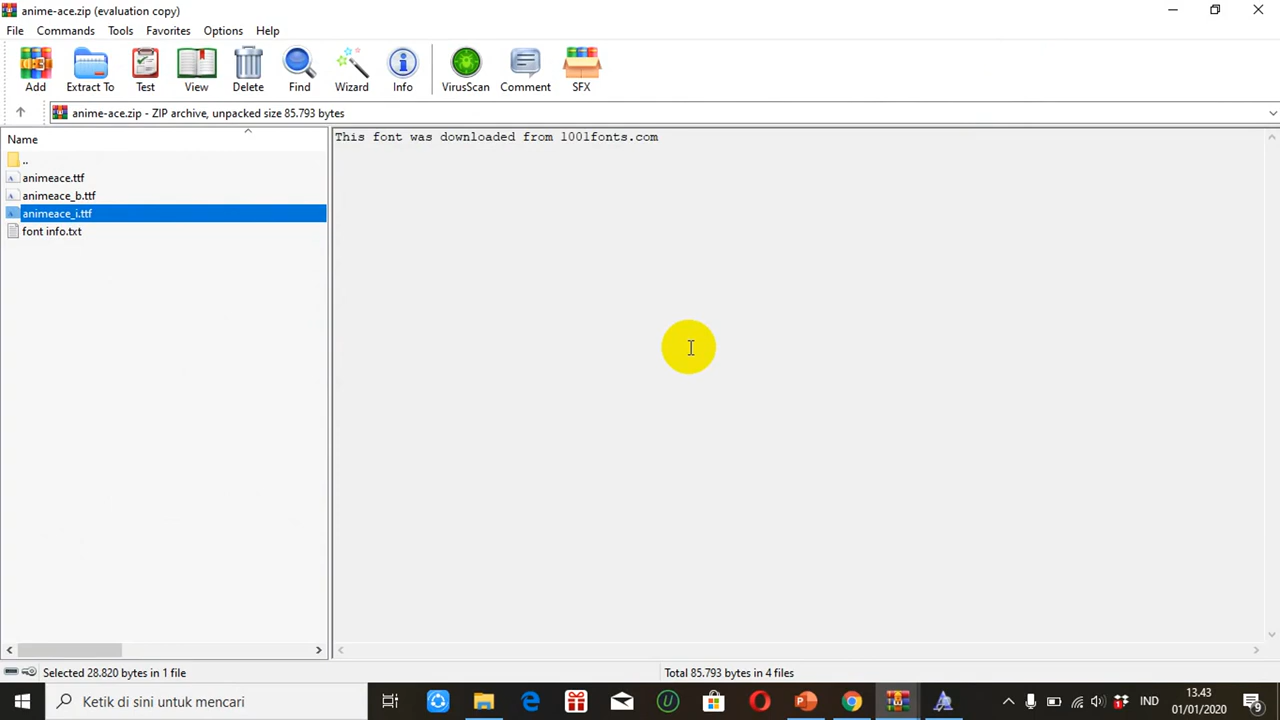 anime-ace.zip (evaluation copy)
File Commands Tools Favorites Options Help
Add Extract To Test View Delete Find Wizard Info VirusScan Comment SFX
anime-ace.zip - ZIP archive, unpacked size 85.793 bytes
Name
This font was downloaded from 1001fonts.com
..
animeace.ttf
animeace_b.ttf
animeace_i.ttf
font info.txt
Selected 28.820 bytes in 1 file
Total 85.793 bytes in 4 files
Ketik di sini untuk mencari
IND
13.43
01/01/2020
9